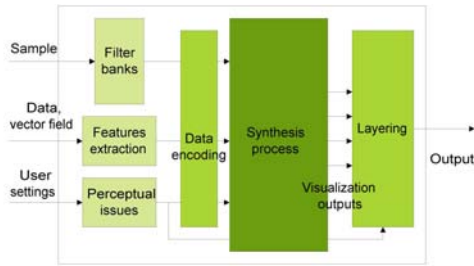 Sample
Filter
banks
Data,
vector field
Features
extraction
Data
encoding
Synthesis
process
Layering
User
settings
Perceptual
issues
Visualization
outputs
Output